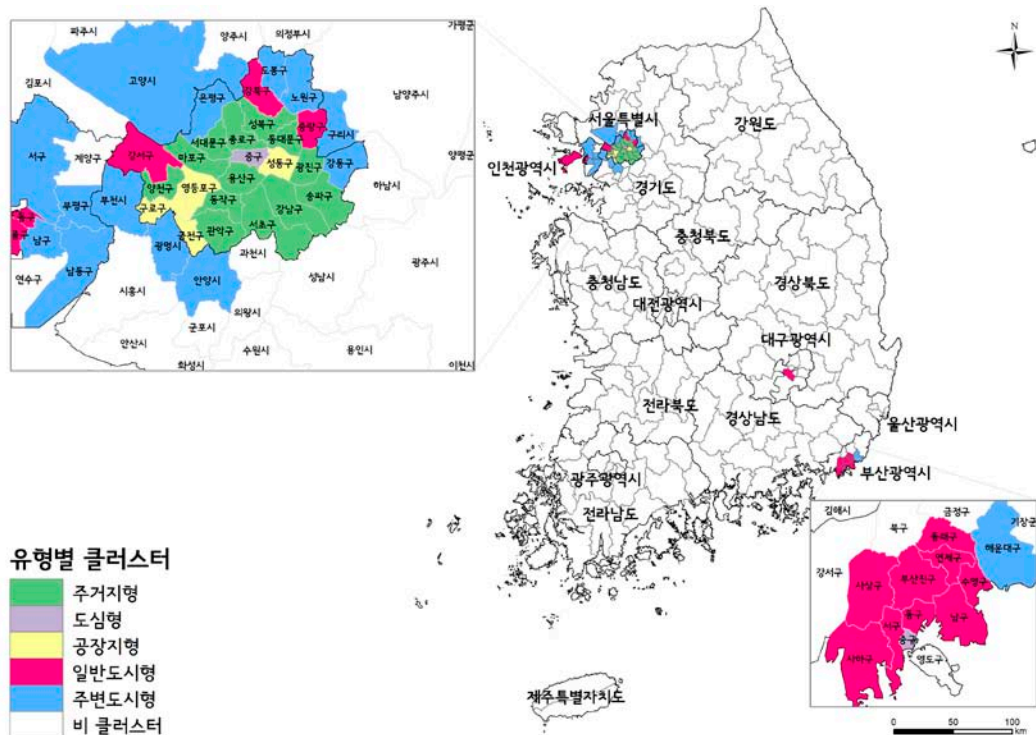 파주시
양주시
의정부시
가평군
김포시
고양시
도봉구
은평구
강북구
노원구
남양주시
서구
계양구
강서구
성북구
중랑구
서대문구
종로구
동대문구
구리시
마포구
중구
성동구
광진구
강동구
양평군
부평구
부천시
양천구
영등포구
용산구
하남시
구로구
동작구
강남구
송파구
남구
광명시
금천구
관악구
서초구
남동구
과천시
연수구
시흥시
안양시
성남시
광주시
의왕시
군포시
안산시
수원시
용인시
화성시
이천시
N
서울특별시
강원도
인천광역시
경기도
충청북도
충청남도
대전광역시
경상북도
대구광역시
전라북도
경상남도
울산광역시
부산광역시
광주광역시
전라남도
제주특별자치도
김해시
금정구
기장군
북구
동래구
해운대구
연제구
강서구
사상구
부산진구
수영구
동구
남구
서구
중구
사하구
영도구
유형별 클러스터
주거지형
도심형
공장지형
일반도시형
주변도시형
비 클러스터
0 50 100
km